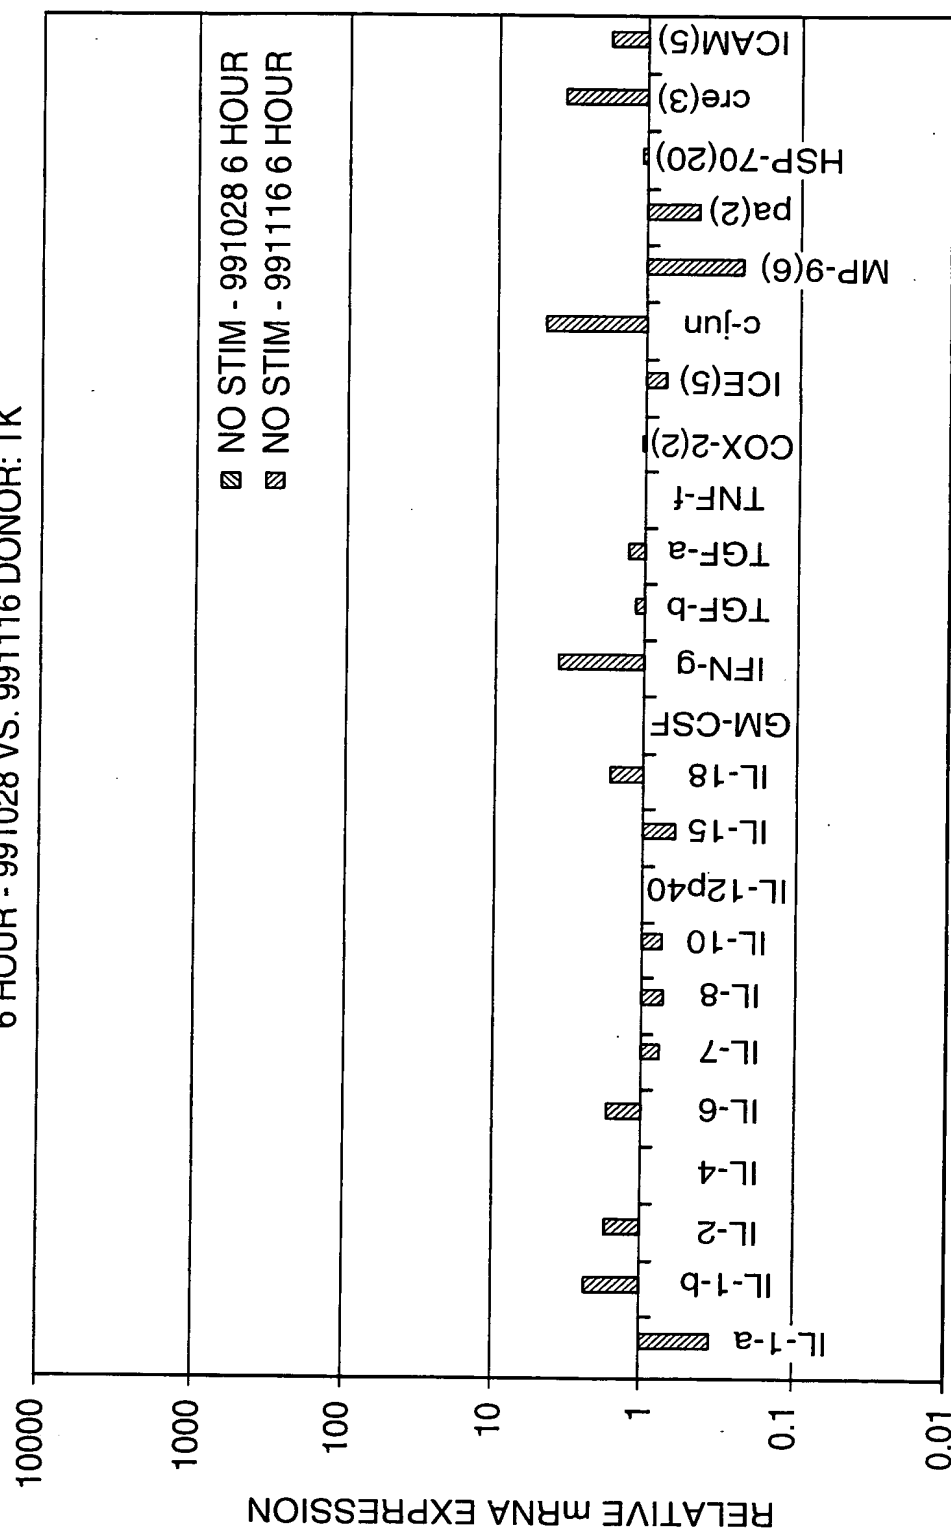 6 HOUR - 991028 VS. 991116 DONOR: TK
NO STIM - 991028 6 HOUR
NO STIM - 991116 6 HOUR
RELATIVE mRNA EXPRESSION
10000
1000
100
10
1
0.1
0.01
IL-1-a
IL-1-b
IL-2
IL-4
IL-6
IL-7
IL-8
IL-10
IL-12p40
IL-15
IL-18
GM-CSF
IFN-g
TGF-b
TGF-a
TNF-f
COX-2(2)
ICE(5)
c-jun
MP-9(6)
pa(2)
HSP-70(20)
cre(3)
ICAM(5)